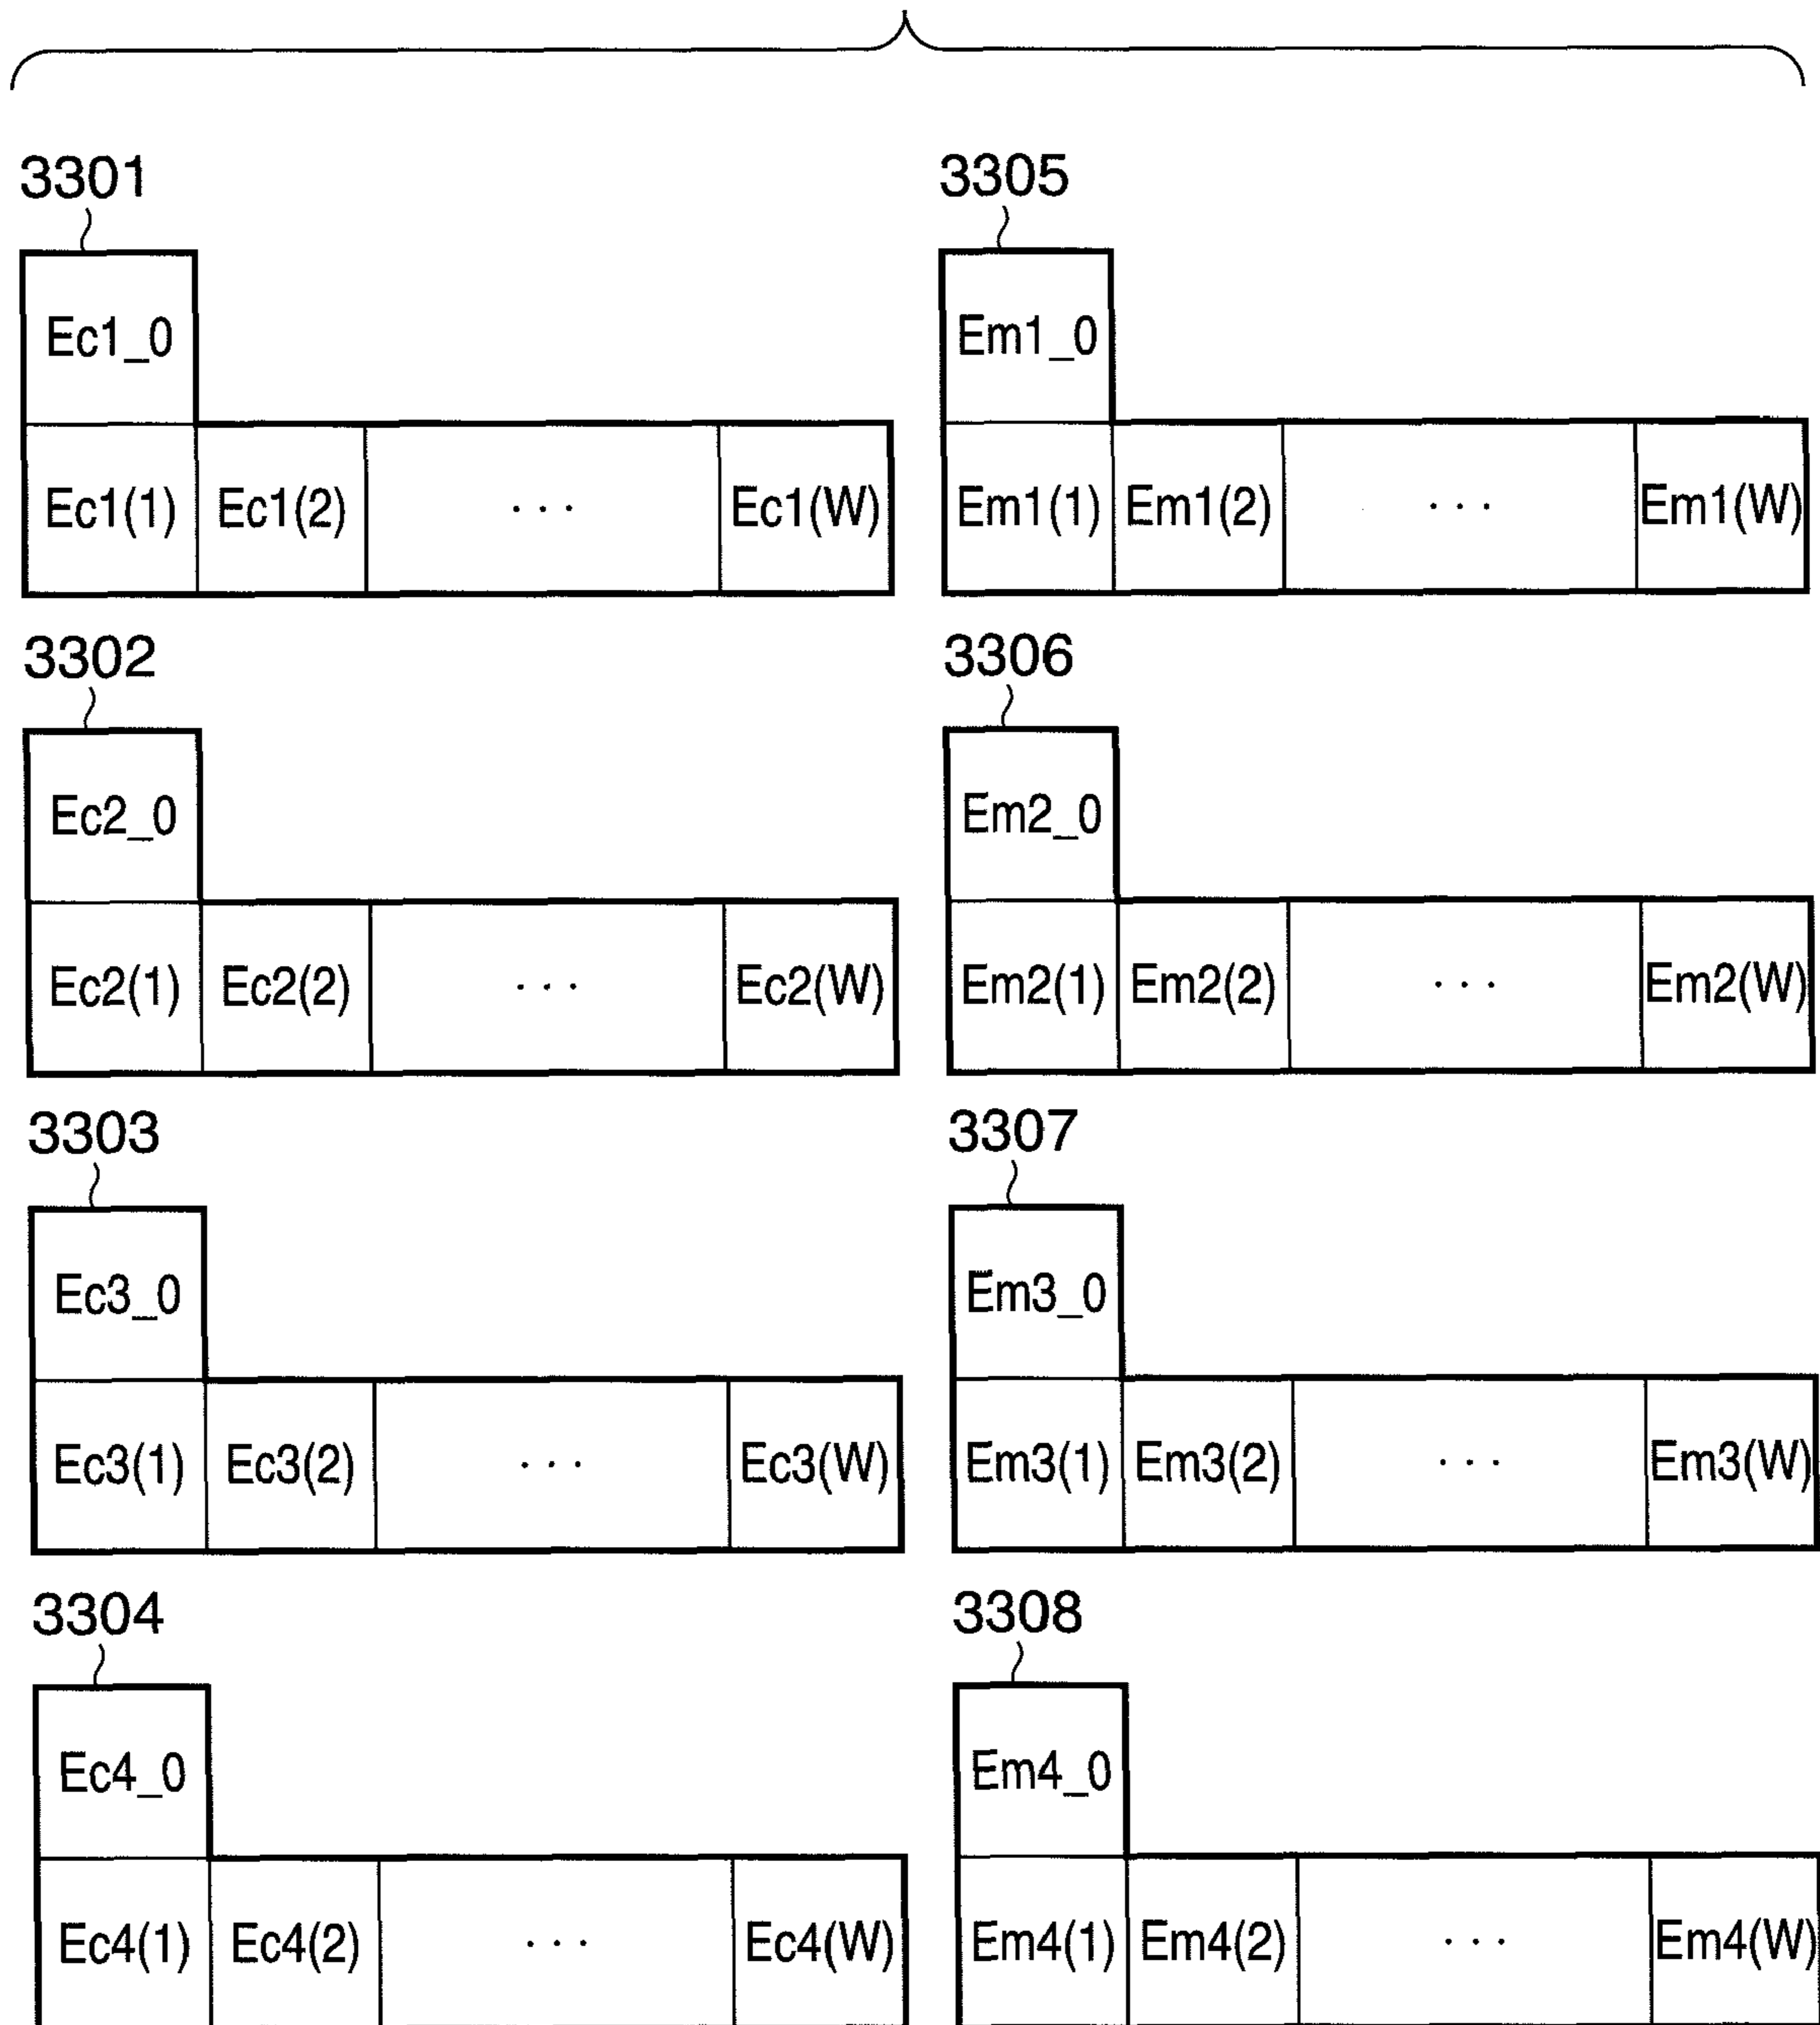 3301
Ec1_0
Ec1(1) Ec1(2) ... Ec1(W)
3305
Em1_0
Em1(1) Em1(2) ... Em1(W)
3302
Ec2_0
Ec2(1) Ec2(2) ... Ec2(W)
3306
Em2_0
Em2(1) Em2(2) ... Em2(W)
3303
Ec3_0
Ec3(1) Ec3(2) ... Ec3(W)
3307
Em3_0
Em3(1) Em3(2) ... Em3(W)
3304
Ec4_0
Ec4(1) Ec4(2) ... Ec4(W)
3308
Em4_0
Em4(1) Em4(2) ... Em4(W)